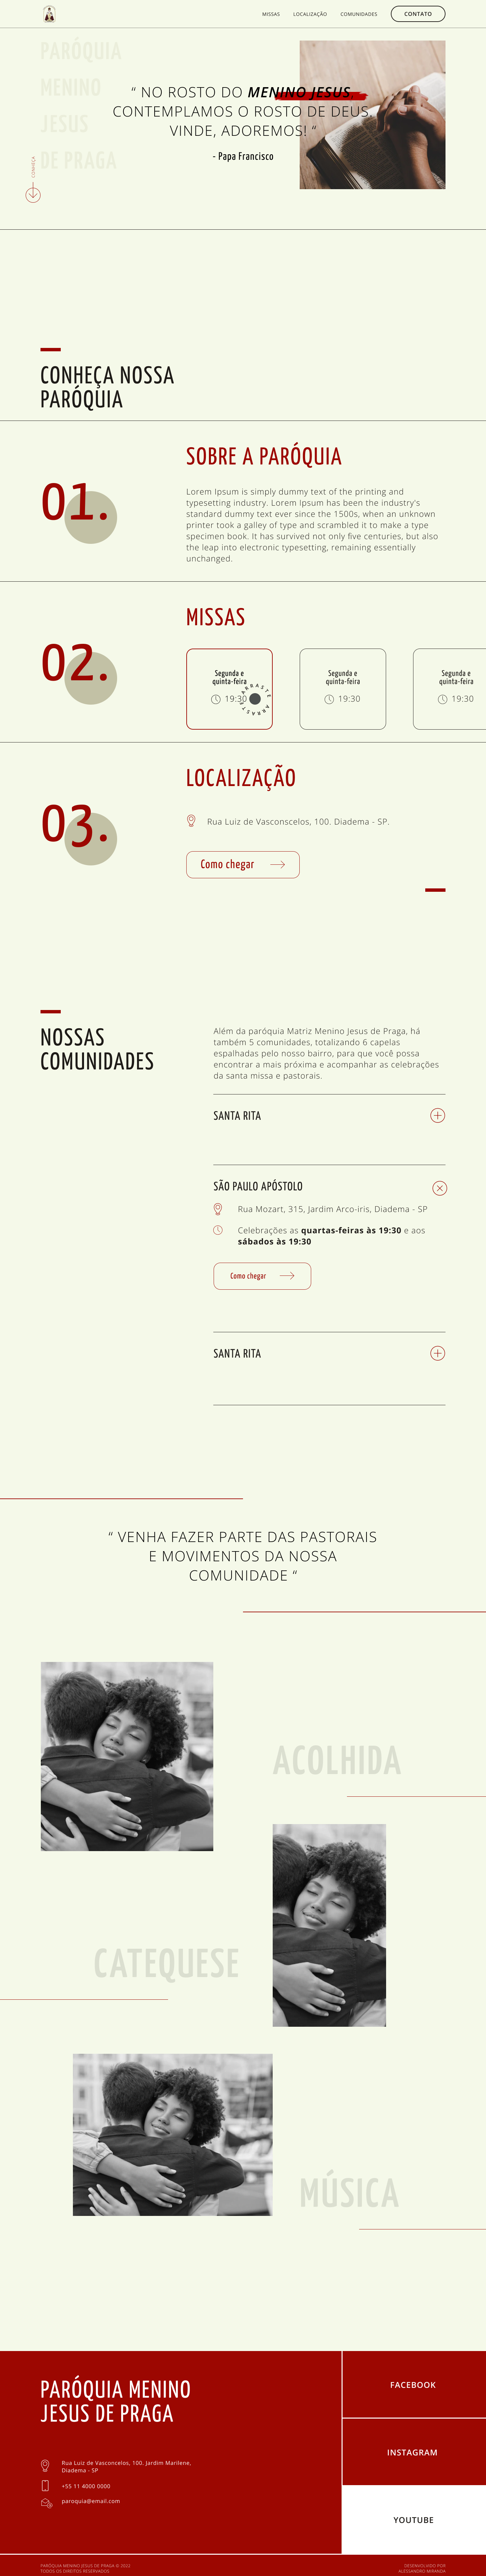 MISSAS
LOCALIZAÇÃO
COMUNIDADES
CONTATO
PARÓQUIA
MENINO
JESUS
DE PRAGA
CONHEÇA
“ NO ROSTO DO MENINO JESUS,
CONTEMPLAMOS O ROSTO DE DEUS.
VINDE, ADOREMOS! “
- Papa Francisco
CONHEÇA NOSSA
PARÓQUIA
01.
SOBRE A PARÓQUIA
Lorem Ipsum is simply dummy text of the printing and
typesetting industry. Lorem Ipsum has been the industry's
standard dummy text ever since the 1500s, when an unknown
printer took a galley of type and scrambled it to make a type
specimen book. It has survived not only five centuries, but also
the leap into electronic typesetting, remaining essentially
unchanged.
02.
MISSAS
Segunda e
quinta-feira
19:30
ARRASTE ARRASTE
Segunda e
quinta-feira
19:30
Segunda e
quinta-feira
19:30
03.
LOCALIZAÇÃO
Rua Luiz de Vasconscelos, 100. Diadema - SP.
Como chegar
NOSSAS
COMUNIDADES
Além da paróquia Matriz Menino Jesus de Praga, há
também 5 comunidades, totalizando 6 capelas
espalhadas pelo nosso bairro, para que você possa
encontrar a mais próxima e acompanhar as celebrações
da santa missa e pastorais.
SANTA RITA
SÃO PAULO APÓSTOLO
Rua Mozart, 315, Jardim Arco-iris, Diadema - SP
Celebrações as quartas-feiras às 19:30 e aos
sábados às 19:30
Como chegar
SANTA RITA
“ VENHA FAZER PARTE DAS PASTORAIS
E MOVIMENTOS DA NOSSA
COMUNIDADE “
ACOLHIDA
CATEQUESE
MÚSICA
PARÓQUIA MENINO
JESUS DE PRAGA
Rua Luiz de Vasconcelos, 100. Jardim Marilene,
Diadema - SP
+55 11 4000 0000
paroquia@email.com
FACEBOOK
INSTAGRAM
YOUTUBE
PARÓQUIA MENINO JESUS DE PRAGA © 2022
TODOS OS DIREITOS RESERVADOS
DESENVOLVIDO POR
ALECSANDRO MIRANDA